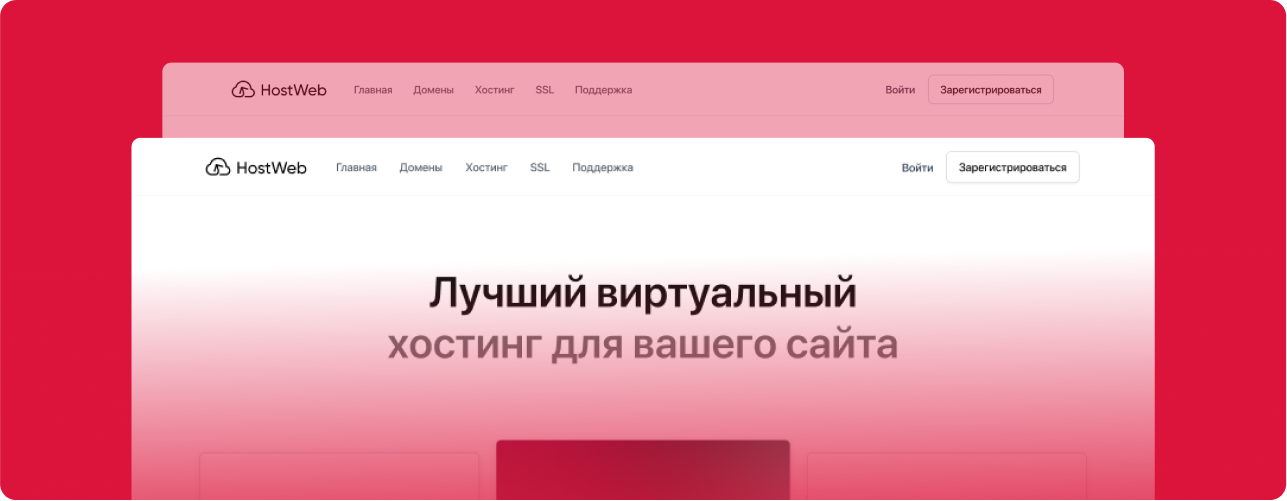 HostWeb Главная Домены Хостинг SSL Поддержка Войти Зарегистрироваться
HostWeb Главная Домены Хостинг SSL Поддержка Войти Зарегистрироваться
Лучший виртуальный
хостинг для вашего сайта